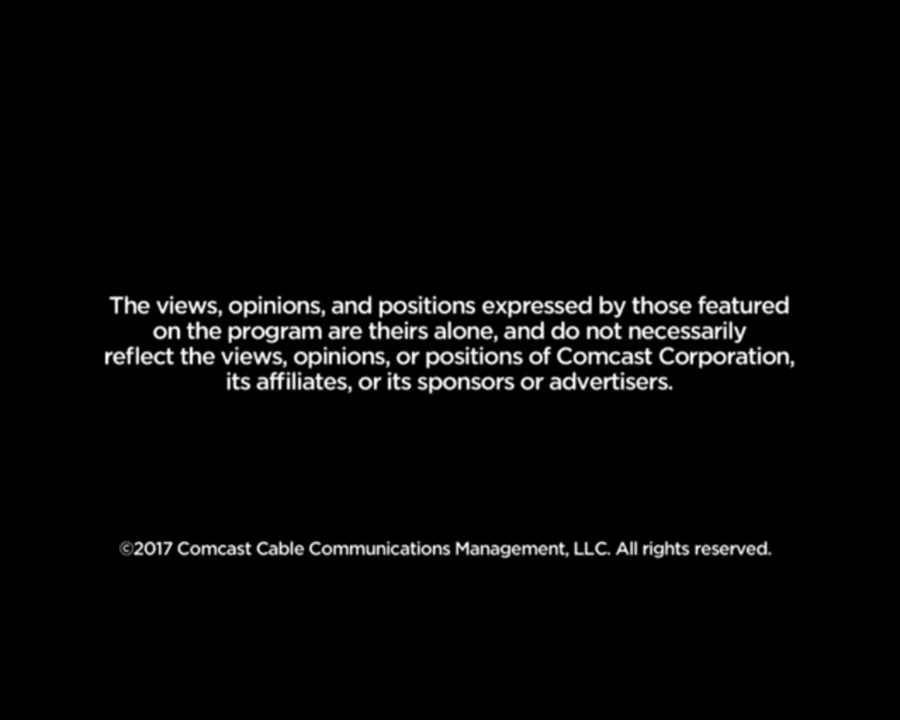 The views, opinions, and positions expressed by those featured
on the program are theirs alone, and do not necessarily
reflect the views, opinions, or positions of Comcast Corporation,
its affiliates, or its sponsors or advertisers.
©2017 Comcast Cable Communications Management, LLC. All rights reserved.